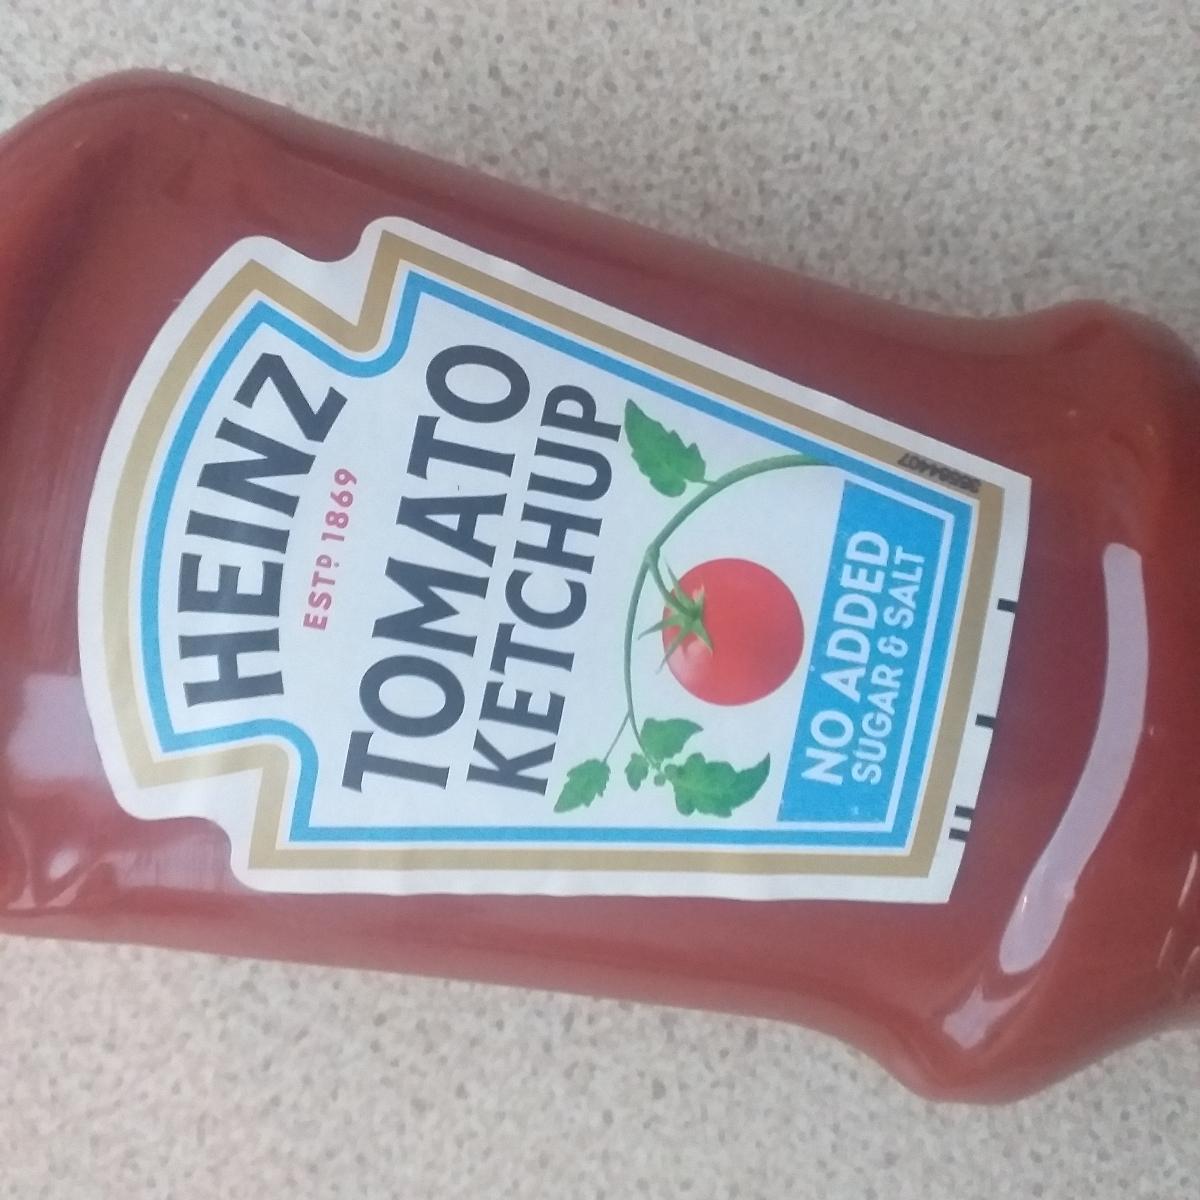 HEINZ
ESTD 1869
TOMATO
KETCHUP
NO ADDED
SUGAR & SALT